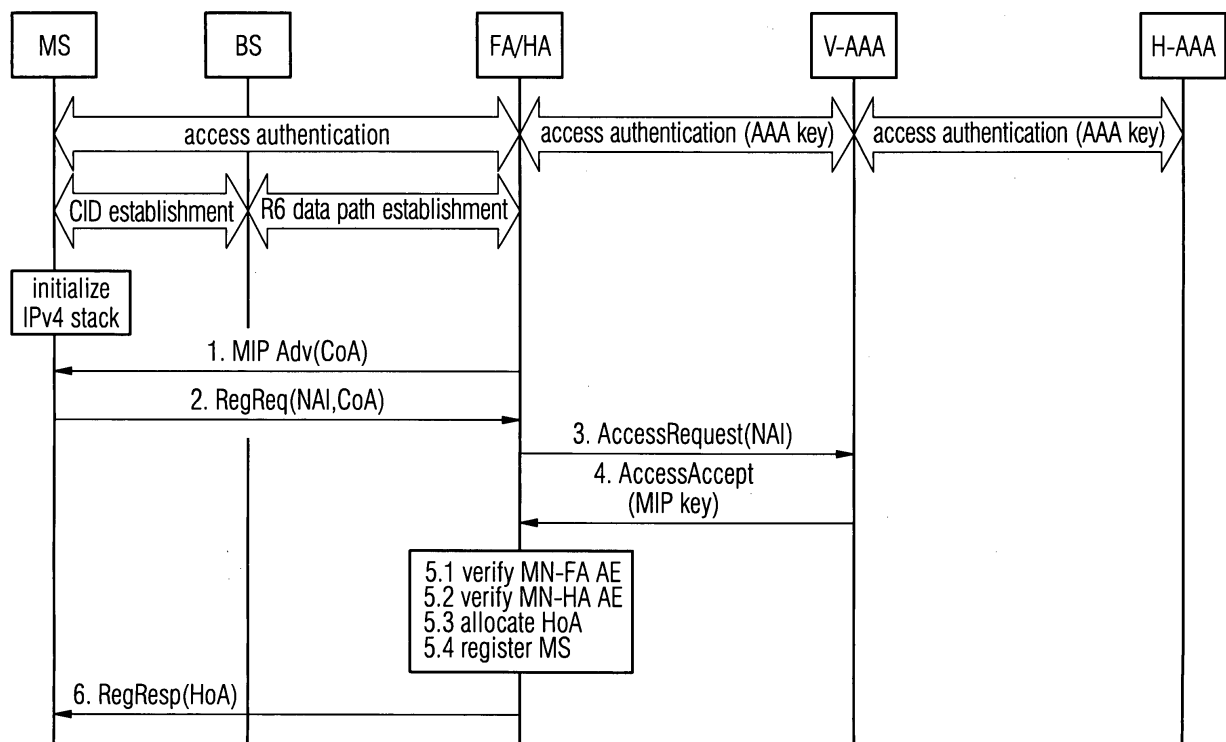 MS
BS
FA/HA
V-AAA
H-AAA
access authentication
access authentication (AAA key)
access authentication (AAA key)
CID establishment
R6 data path establishment
initialize
IPv4 stack
1. MIP Adv(CoA)
2. RegReq(NAI,CoA)
3. AccessRequest(NAI)
4. AccessAccept
(MIP key)
5.1 verify MN-FA AE
5.2 verify MN-HA AE
5.3 allocate HoA
5.4 register MS
6. RegResp(HoA)